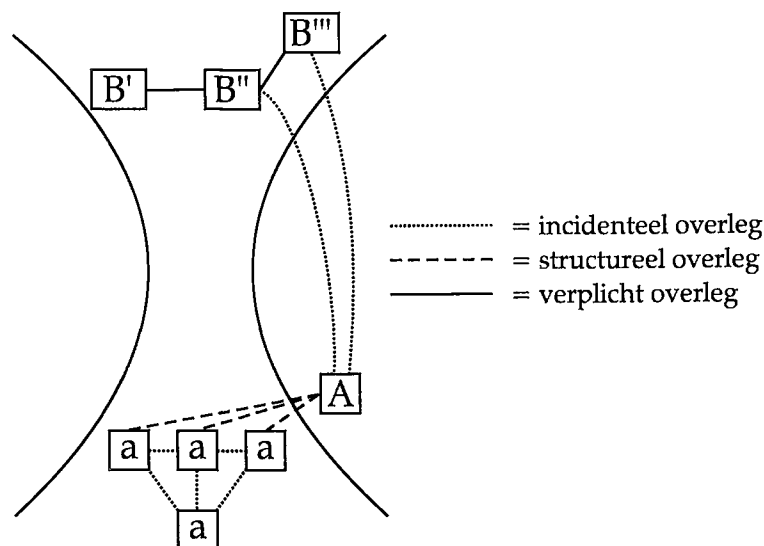 B'''
B' B''
= incidenteel overleg
= structureel overleg
= verplicht overleg
A
a a a
a